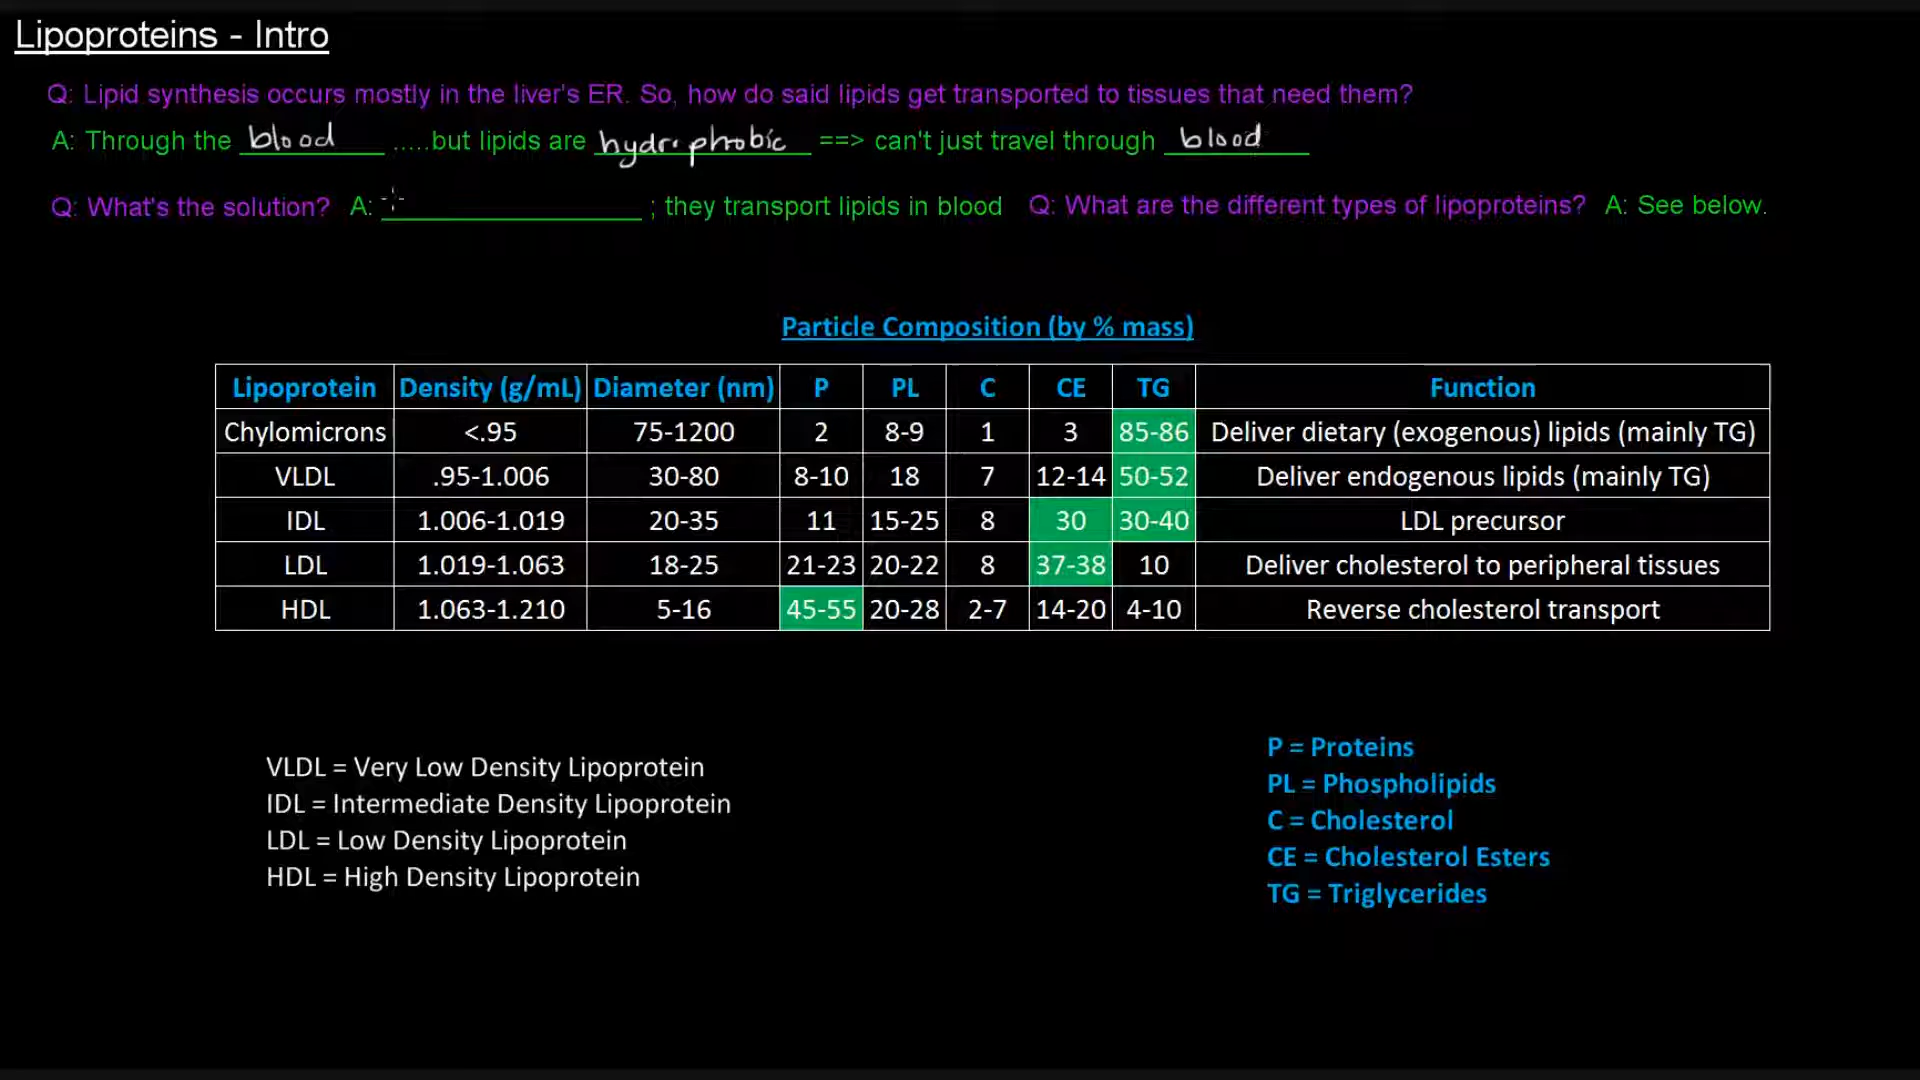 Lipoproteins - Intro
Q: Lipid synthesis occurs mostly in the liver's ER. So, how do said lipids get transported to tissues that need them?
A: Through the blood .....but lipids are hydrophobic ==> can't just travel through blood
Q: What's the solution? A: ______________ ; they transport lipids in blood Q: What are the different types of lipoproteins? A: See below.
Particle Composition (by % mass)
Lipoprotein Density (g/mL) Diameter (nm) P PL C CE TG Function
Chylomicrons <.95 75-1200 2 8-9 1 3 85-86 Deliver dietary (exogenous) lipids (mainly TG)
VLDL .95-1.006 30-80 8-10 18 7 12-14 50-52 Deliver endogenous lipids (mainly TG)
IDL 1.006-1.019 20-35 11 15-25 8 30 30-40 LDL precursor
LDL 1.019-1.063 18-25 21-23 20-22 8 37-38 10 Deliver cholesterol to peripheral tissues
HDL 1.063-1.210 5-16 45-55 20-28 2-7 14-20 4-10 Reverse cholesterol transport
VLDL = Very Low Density Lipoprotein
IDL = Intermediate Density Lipoprotein
LDL = Low Density Lipoprotein
HDL = High Density Lipoprotein
P = Proteins
PL = Phospholipids
C = Cholesterol
CE = Cholesterol Esters
TG = Triglycerides